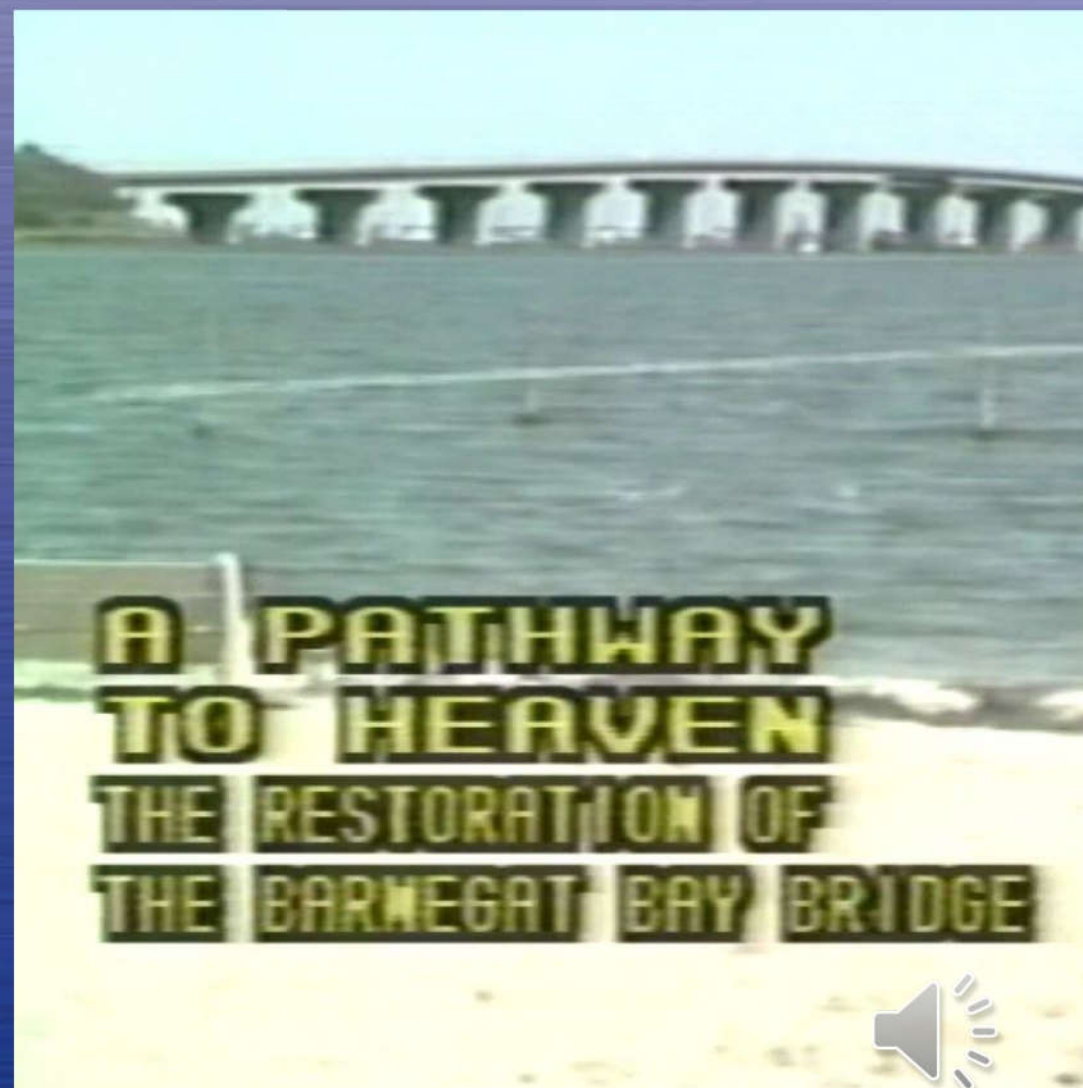 A PATHWAY
TO HEAVEN
THE RESTORATION OF
THE BARNEGAT BAY BRIDGE